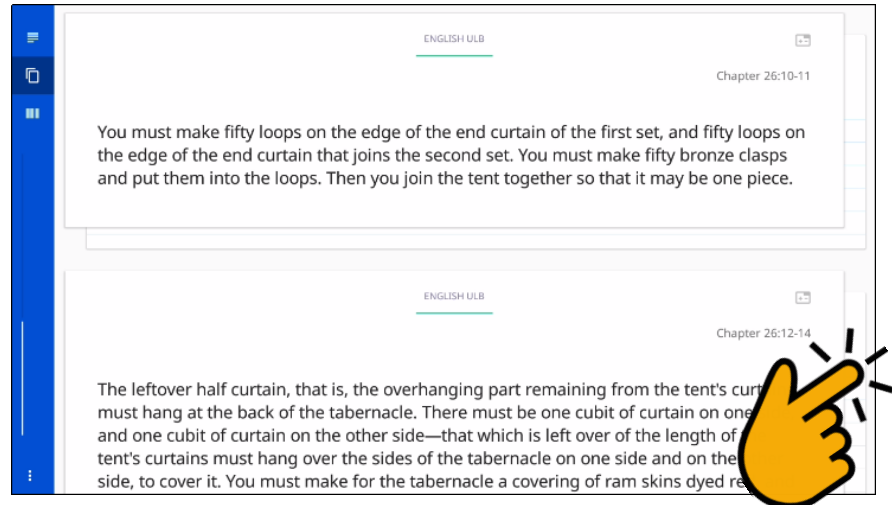 ENGLISH ULB
Chapter 26:10-11
You must make fifty loops on the edge of the end curtain of the first set, and fifty loops on
the edge of the end curtain that joins the second set. You must make fifty bronze clasps
and put them into the loops. Then you join the tent together so that it may be one piece.
ENGLISH ULB
Chapter 26:12-14
The leftover half curtain, that is, the overhanging part remaining from the tent's
must hang at the back of the tabernacle. There must be one cubit of curtain on one
and one cubit of curtain on the other side—that which is left over of the length of
tent's curtains must hang over the sides of the tabernacle on one side and on the
side, to cover it. You must make for the tabernacle a covering of ram skins dyed